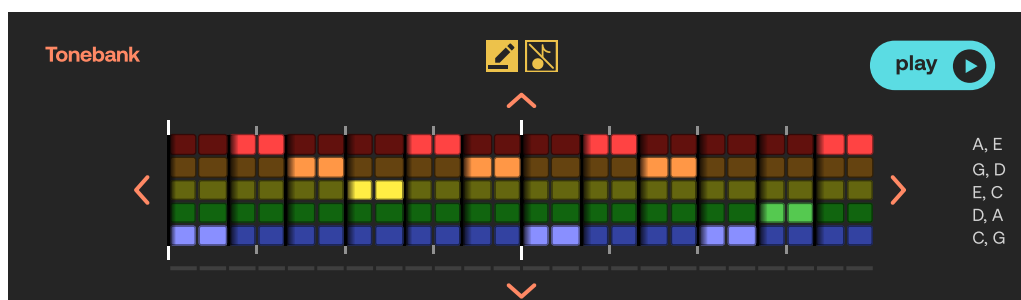 Tonebank
play
A, E
G, D
E, C
D, A
C, G